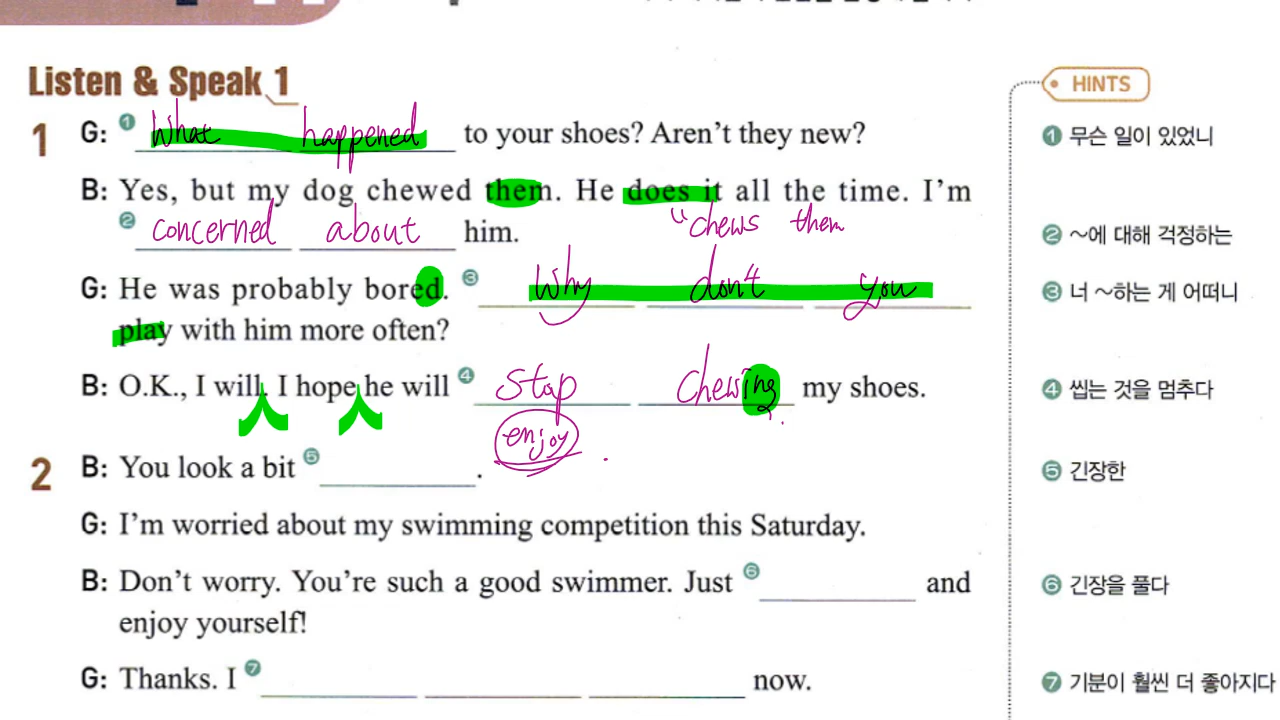 Listen & Speak 1
HINTS
1 G: ❶ What happened to your shoes? Aren't they new?
❶ 무슨 일이 있었니
B: Yes, but my dog chewed them. He does it all the time. I'm
"chews them
❷ concerned about him.
❷ ~에 대해 걱정하는
G: He was probably bored. ❸ Why don't you
❸ 너 ~하는 게 어떠니
play with him more often?
B: O.K., I will. I hope he will ❹ stop chewing my shoes.
❹ 씹는 것을 멈추다
enjoy
2 B: You look a bit ❺ .
❺ 긴장한
G: I'm worried about my swimming competition this Saturday.
B: Don't worry. You're such a good swimmer. Just ❻ and
❻ 긴장을 풀다
enjoy yourself!
G: Thanks. I ❼ now.
❼ 기분이 훨씬 더 좋아지다